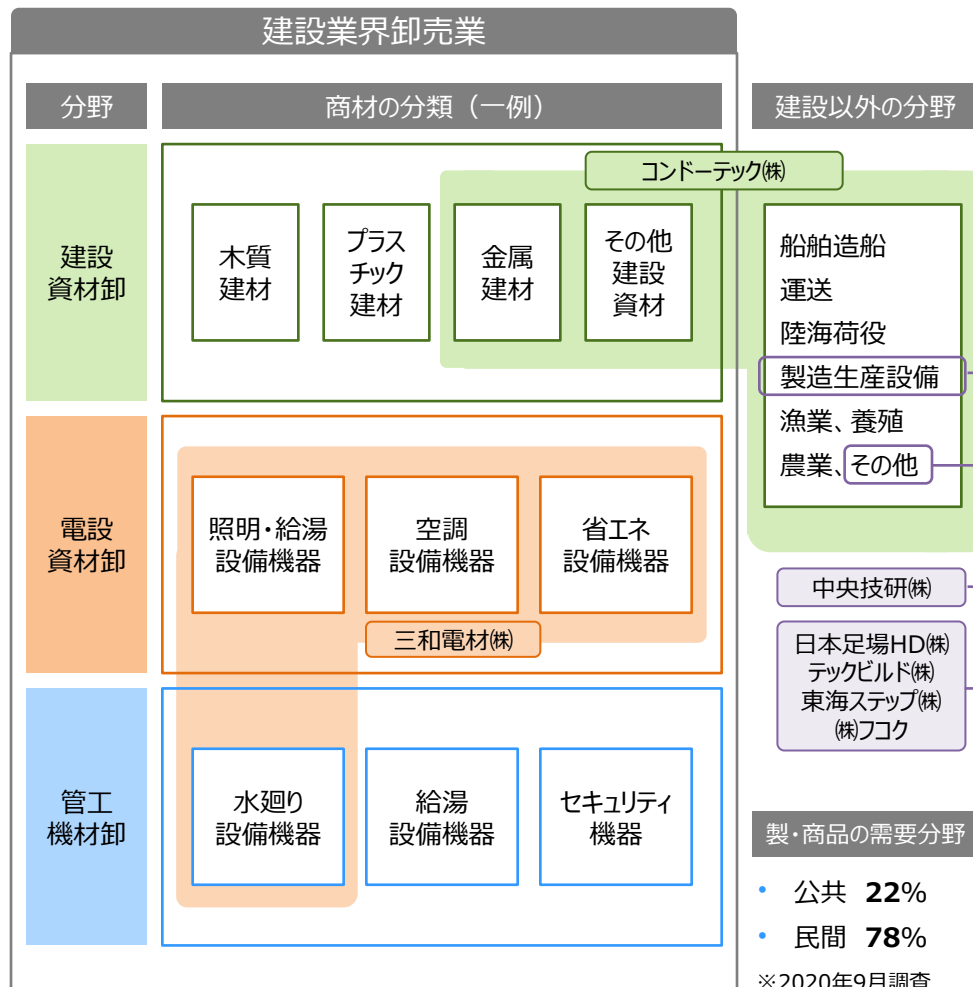 建設業界卸売業
分野
商材の分類（一例）
建設以外の分野
コンドーテック㈱
建設
資材卸
木質
建材
プラス
チック
建材
金属
建材
その他
建設
資材
船舶造船
運送
陸海荷役
製造生産設備
漁業、養殖
農業、その他
電設
資材卸
照明・給湯
設備機器
空調
設備機器
省エネ
設備機器
三和電材㈱
中央技研㈱
日本足場HD㈱
テックビルド㈱
東海ステップ㈱
㈱フコク
管工
機材卸
水廻り
設備機器
給湯
設備機器
セキュリティ
機器
製・商品の需要分野
• 公共 22%
• 民間 78%
※2020年9月調査